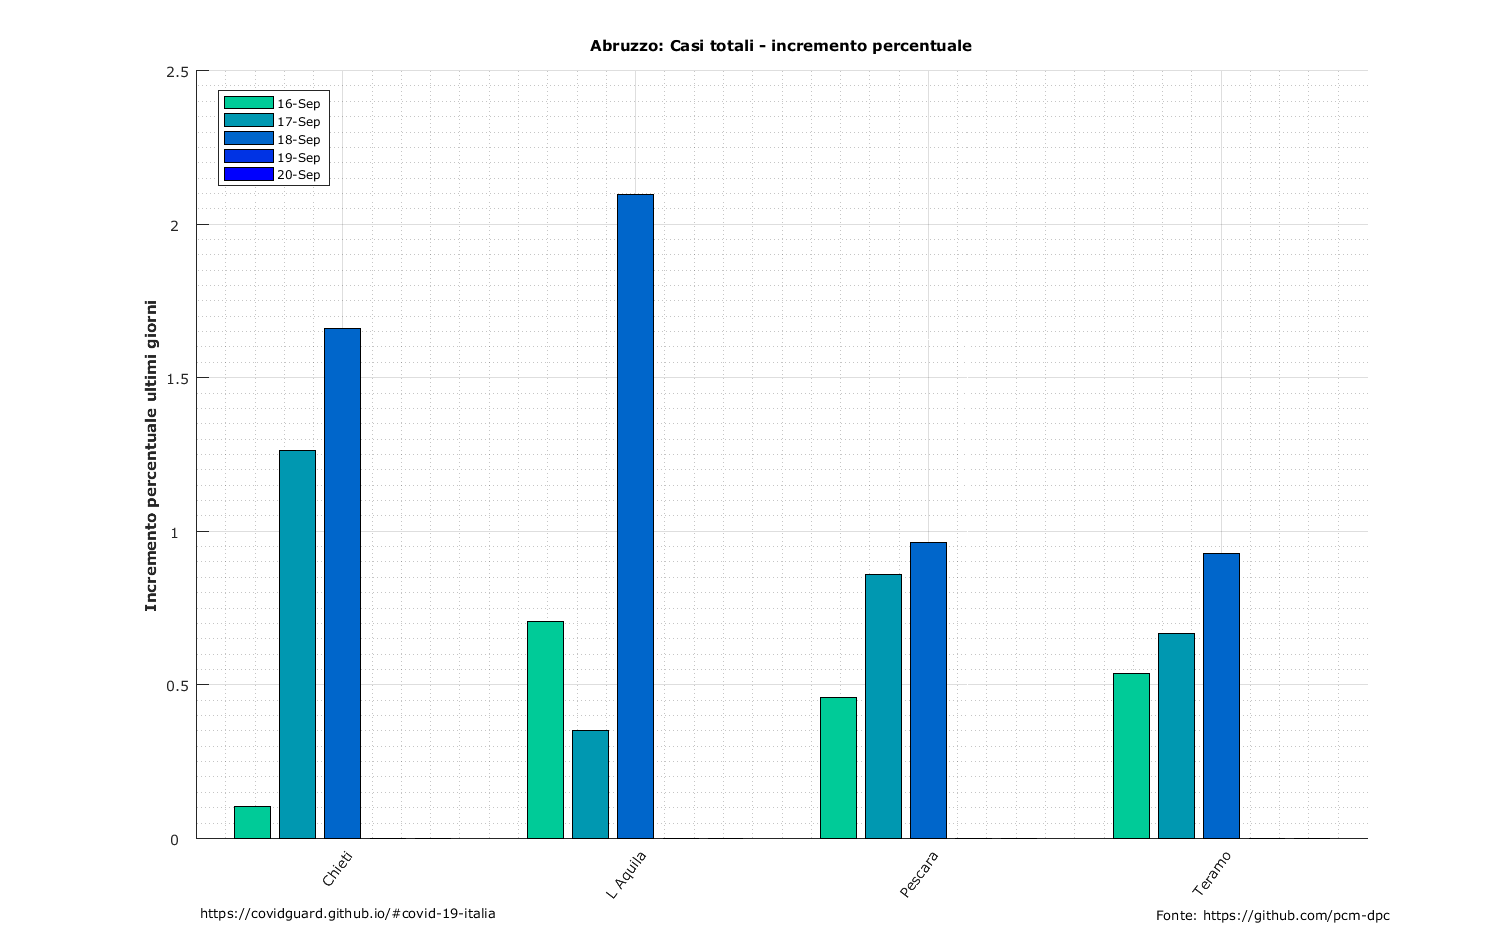 Abruzzo: Casi totali - incremento percentuale
2.5
2
1.5
1
0.5
0
Incremento percentuale ultimi giorni
16-Sep
17-Sep
18-Sep
19-Sep
20-Sep
Chieti
L Aquila
Pescara
Teramo
https://covidguard.github.io/#covid-19-italia
Fonte: https://github.com/pcm-dpc